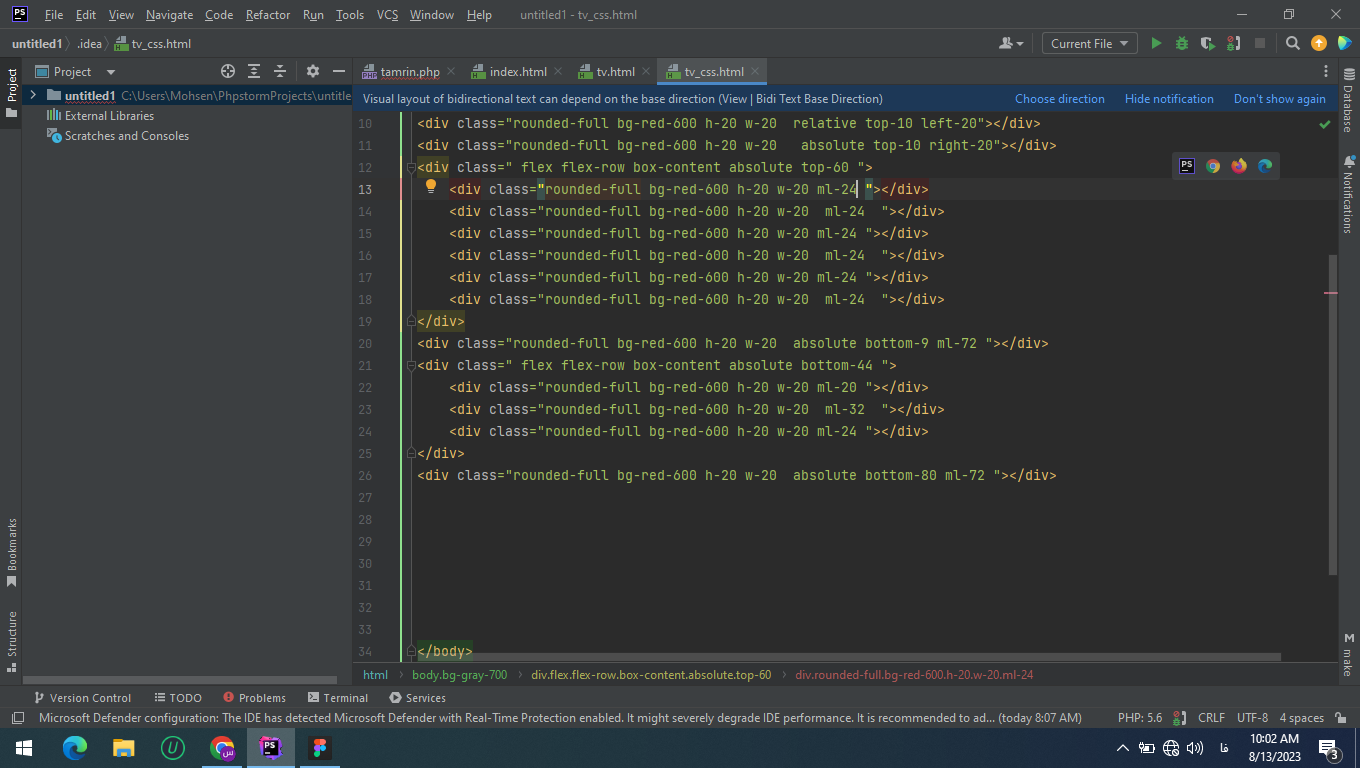 PS File Edit View Navigate Code Refactor Run Tools VCS Window Help untitled1 - tv_css.html
untitled1 .idea tv_css.html Current File
Project tamrin.php index.html tv.html tv_css.html
Project
untitled1 C:\Users\Mohsen\PhpstormProjects\untitle
External Libraries
Scratches and Consoles
Bookmarks
Structure
Visual layout of bidirectional text can depend on the base direction (View | Bidi Text Base Direction) Choose direction Hide notification Don't show again
10 <div class="rounded-full bg-red-600 h-20 w-20  relative top-10 left-20"></div>
11 <div class="rounded-full bg-red-600 h-20 w-20   absolute top-10 right-20"></div>
12 <div class=" flex flex-row box-content absolute top-60 ">
13     <div class="rounded-full bg-red-600 h-20 w-20 ml-24 "></div>
14     <div class="rounded-full bg-red-600 h-20 w-20  ml-24  "></div>
15     <div class="rounded-full bg-red-600 h-20 w-20 ml-24 "></div>
16     <div class="rounded-full bg-red-600 h-20 w-20  ml-24  "></div>
17     <div class="rounded-full bg-red-600 h-20 w-20 ml-24 "></div>
18     <div class="rounded-full bg-red-600 h-20 w-20  ml-24  "></div>
19 </div>
20 <div class="rounded-full bg-red-600 h-20 w-20  absolute bottom-9 ml-72 "></div>
21 <div class=" flex flex-row box-content absolute bottom-44 ">
22     <div class="rounded-full bg-red-600 h-20 w-20 ml-20 "></div>
23     <div class="rounded-full bg-red-600 h-20 w-20  ml-32  "></div>
24     <div class="rounded-full bg-red-600 h-20 w-20 ml-24 "></div>
25 </div>
26 <div class="rounded-full bg-red-600 h-20 w-20  absolute bottom-80 ml-72 "></div>
27
28
29
30
31
32
33
34 </body>
Database
Notifications
make
html body.bg-gray-700 div.flex.flex-row.box-content.absolute.top-60 div.rounded-full.bg-red-600.h-20.w-20.ml-24
Version Control TODO Problems Terminal Services
Microsoft Defender configuration: The IDE has detected Microsoft Defender with Real-Time Protection enabled. It might severely degrade IDE performance. It is recommended to ad... (today 8:07 AM) PHP: 5.6 CRLF UTF-8 4 spaces
فا 10:02 AM
8/13/2023 3